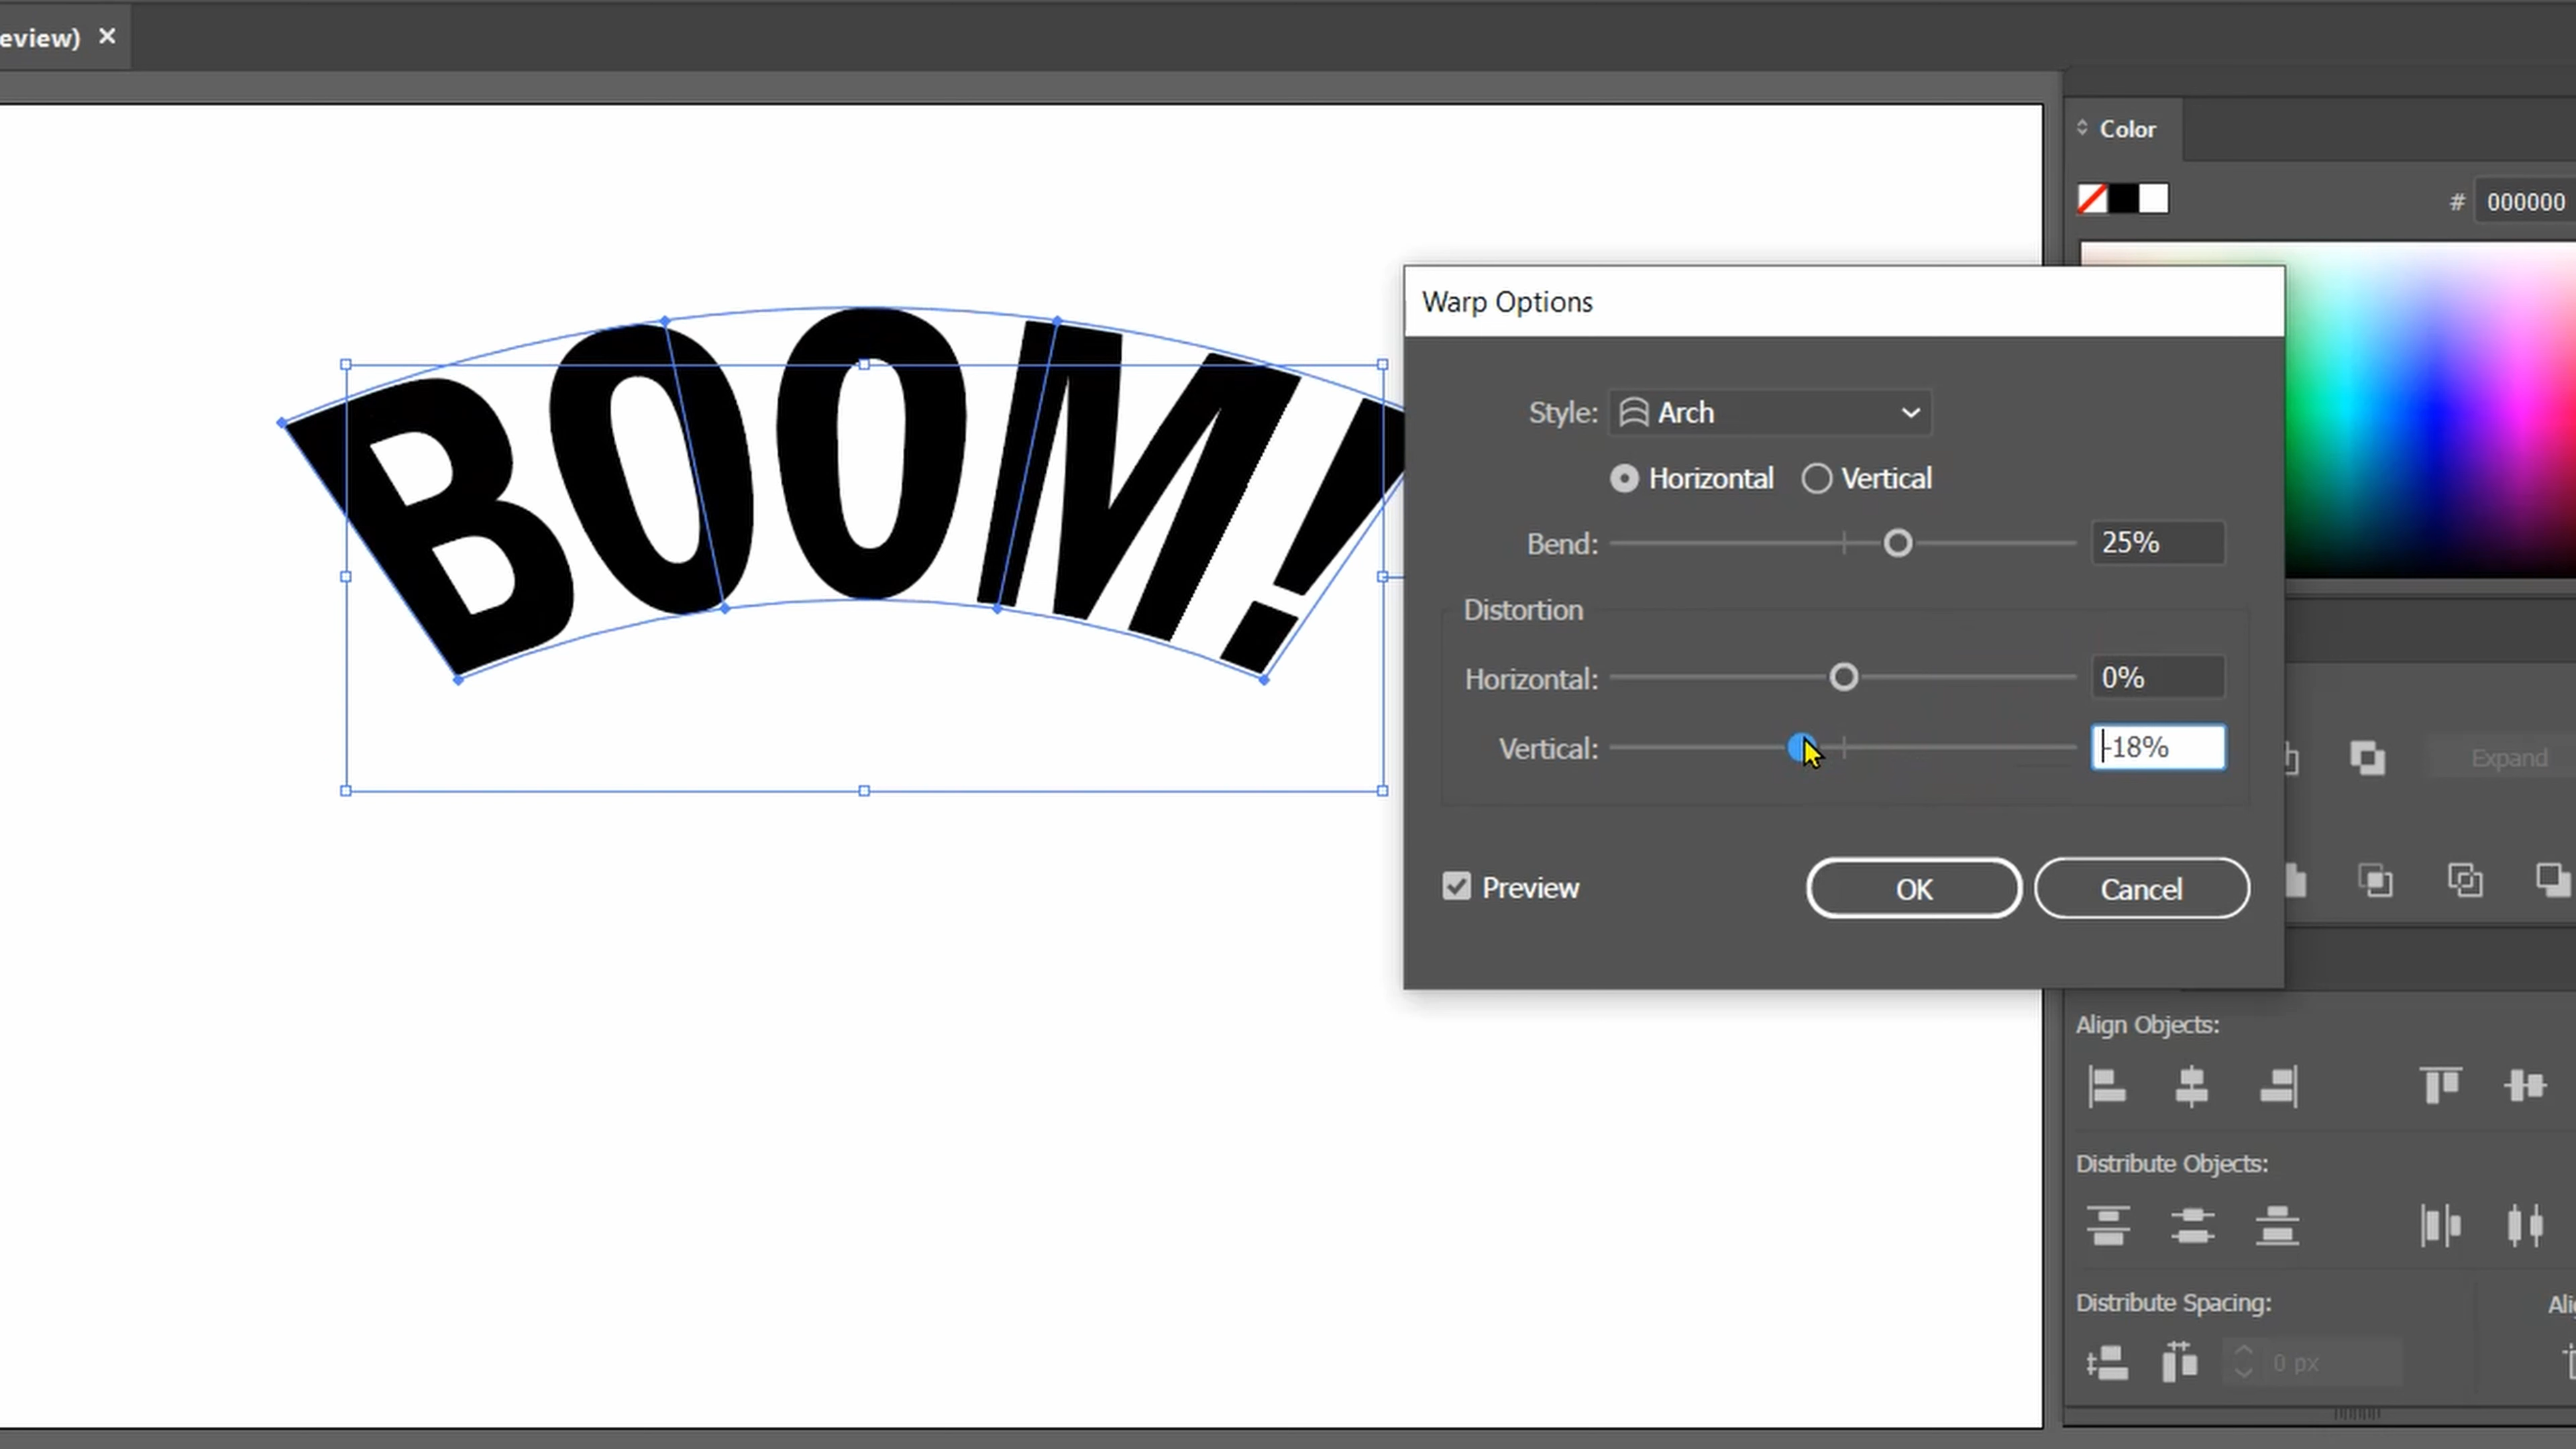 eview) ×
Color
# 000000
BOOM!
Warp Options
Style: Arch
Horizontal Vertical
Bend: 25%
Distortion
Horizontal: 0%
Vertical: -18%
Expand
Preview OK Cancel
Align Objects:
Distribute Objects:
Distribute Spacing: Ali
0 px